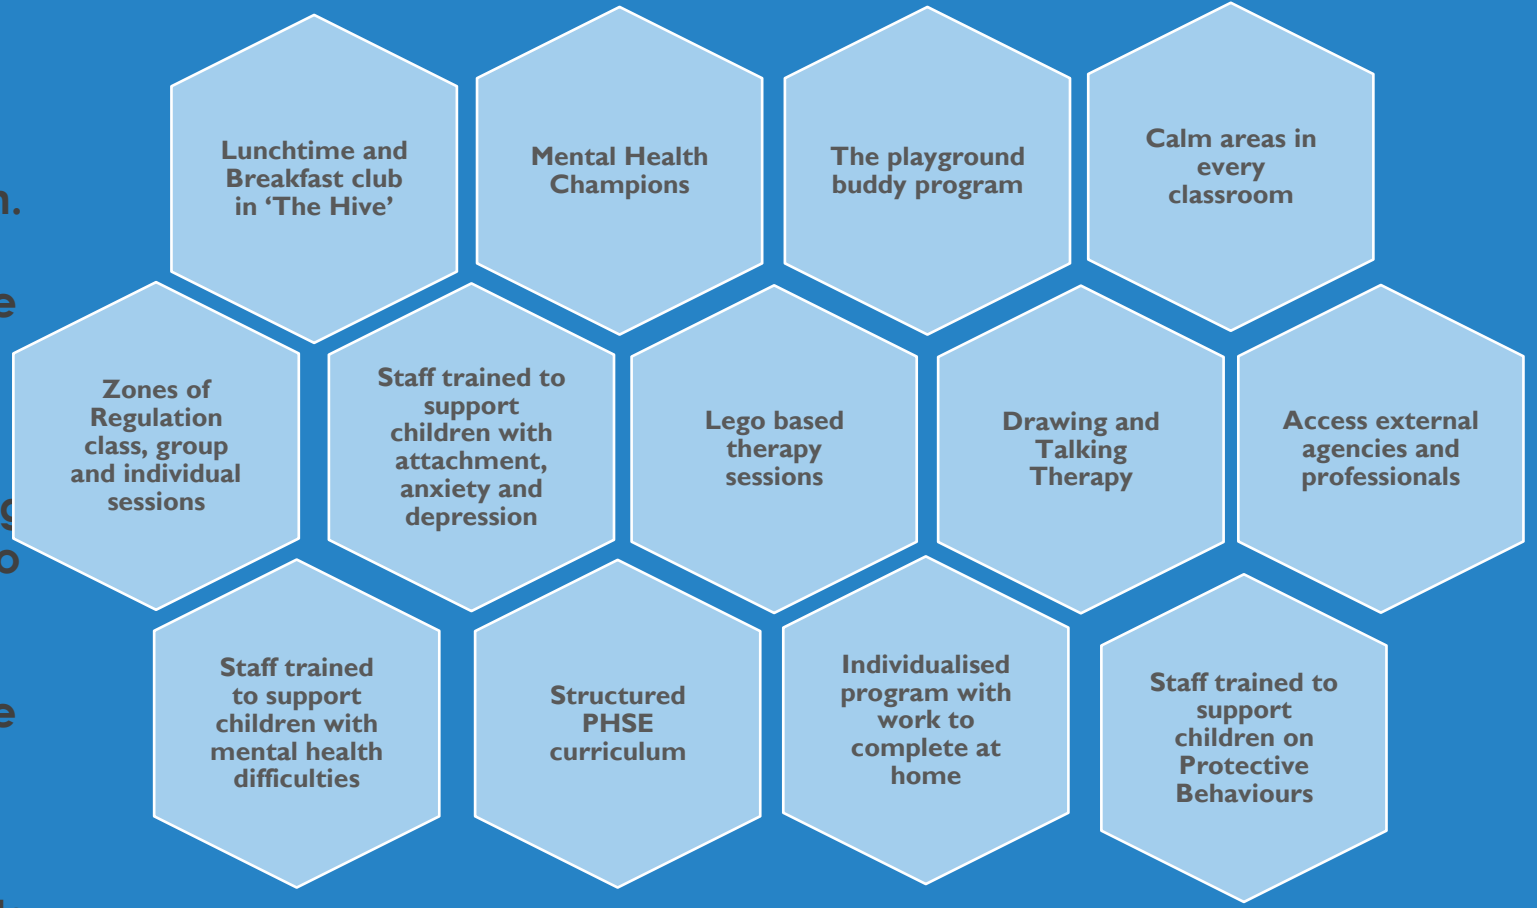 Lunchtime and
Breakfast club
in ‘The Hive’
Mental Health
Champions
The playground
buddy program
Calm areas in
every
classroom
Zones of
Regulation
class, group
and individual
sessions
Staff trained to
support
children with
attachment,
anxiety and
depression
Lego based
therapy
sessions
Drawing and
Talking
Therapy
Access external
agencies and
professionals
Staff trained
to support
children with
mental health
difficulties
Structured
PHSE
curriculum
Individualised
program with
work to
complete at
home
Staff trained to
support
children on
Protective
Behaviours